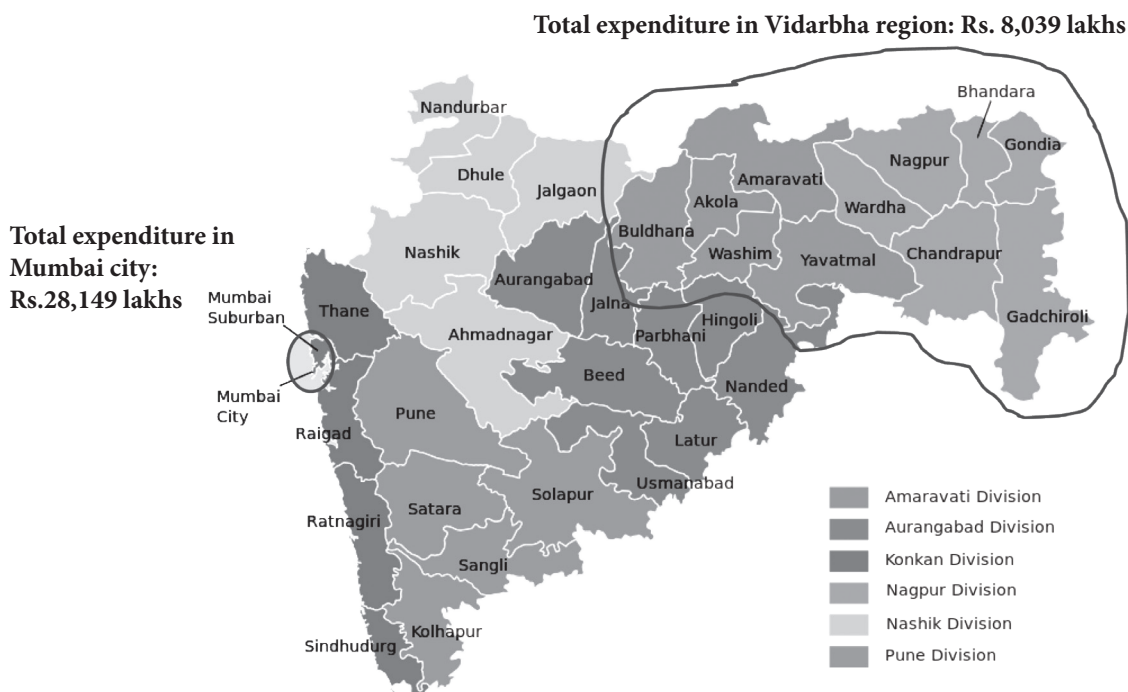 Total expenditure in Vidarbha region: Rs. 8,039 lakhs
Bhandara
Nandurbar
Gondia
Nagpur
Dhule
Amaravati
Jalgaon
Akola
Wardha
Buldhana
Total expenditure in
Mumbai city:
Rs.28,149 lakhs
Nashik
Washim
Chandrapur
Yavatmal
Aurangabad
Mumbai
Suburban
Thane
Jalna
Hingoli
Gadchiroli
Ahmadnagar
Parbhani
Beed
Nanded
Mumbai
City
Pune
Raigad
Latur
Usmanabad
Solapur
Satara
Ratnagiri
Sangli
Kolhapur
Sindhudurg
Amaravati Division
Aurangabad Division
Konkan Division
Nagpur Division
Nashik Division
Pune Division